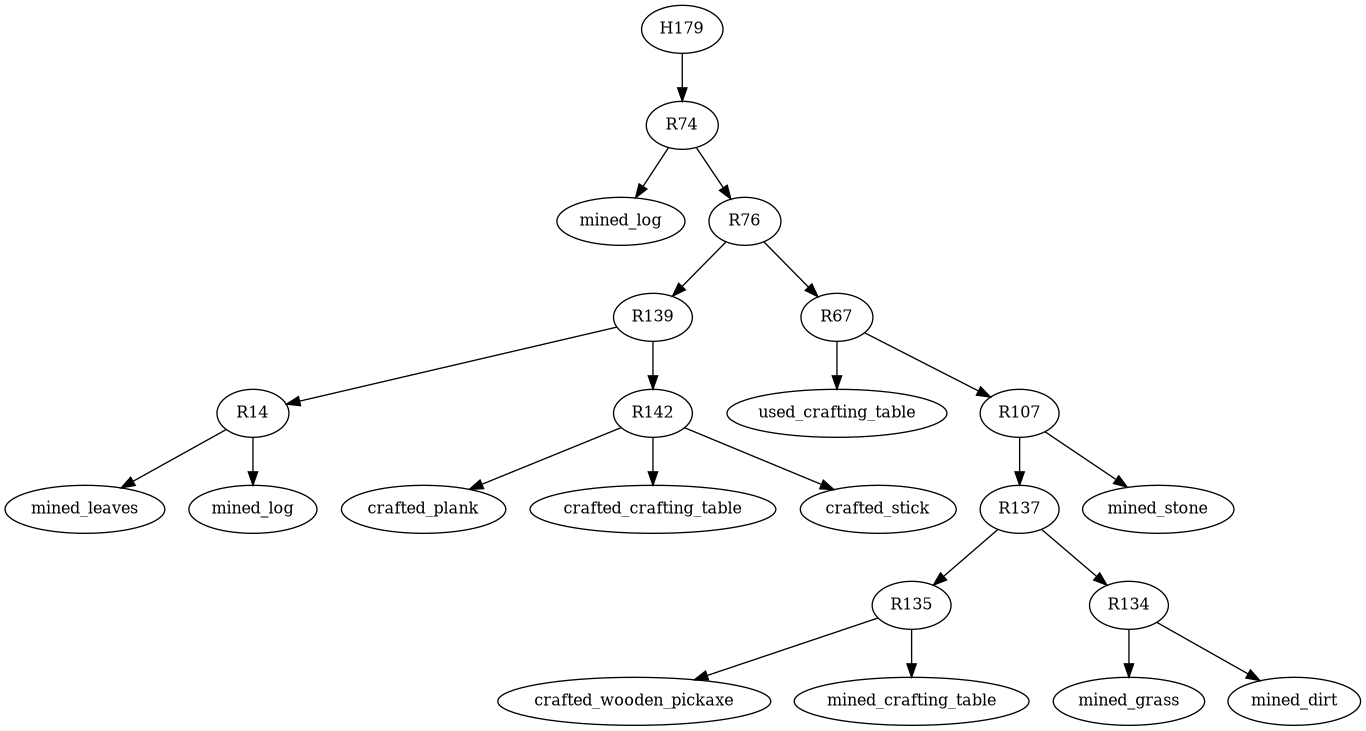 H179
R74
mined_log
R76
R139
R67
R14
R142
used_crafting_table
R107
mined_leaves
mined_log
crafted_plank
crafted_crafting_table
crafted_stick
R137
mined_stone
R135
R134
crafted_wooden_pickaxe
mined_crafting_table
mined_grass
mined_dirt